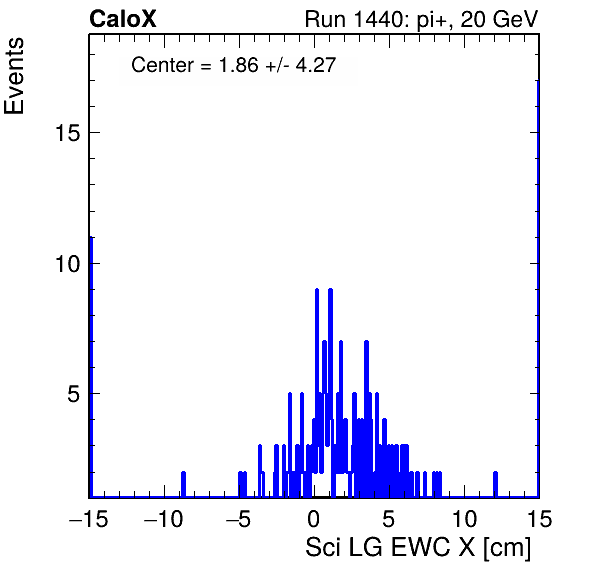 CaloX Run 1440: pi+, 20 GeV
Events
Center = 1.86 +/- 4.27
15
10
5
−15 −10 −5 0 5 10 15
Sci LG EWC X [cm]